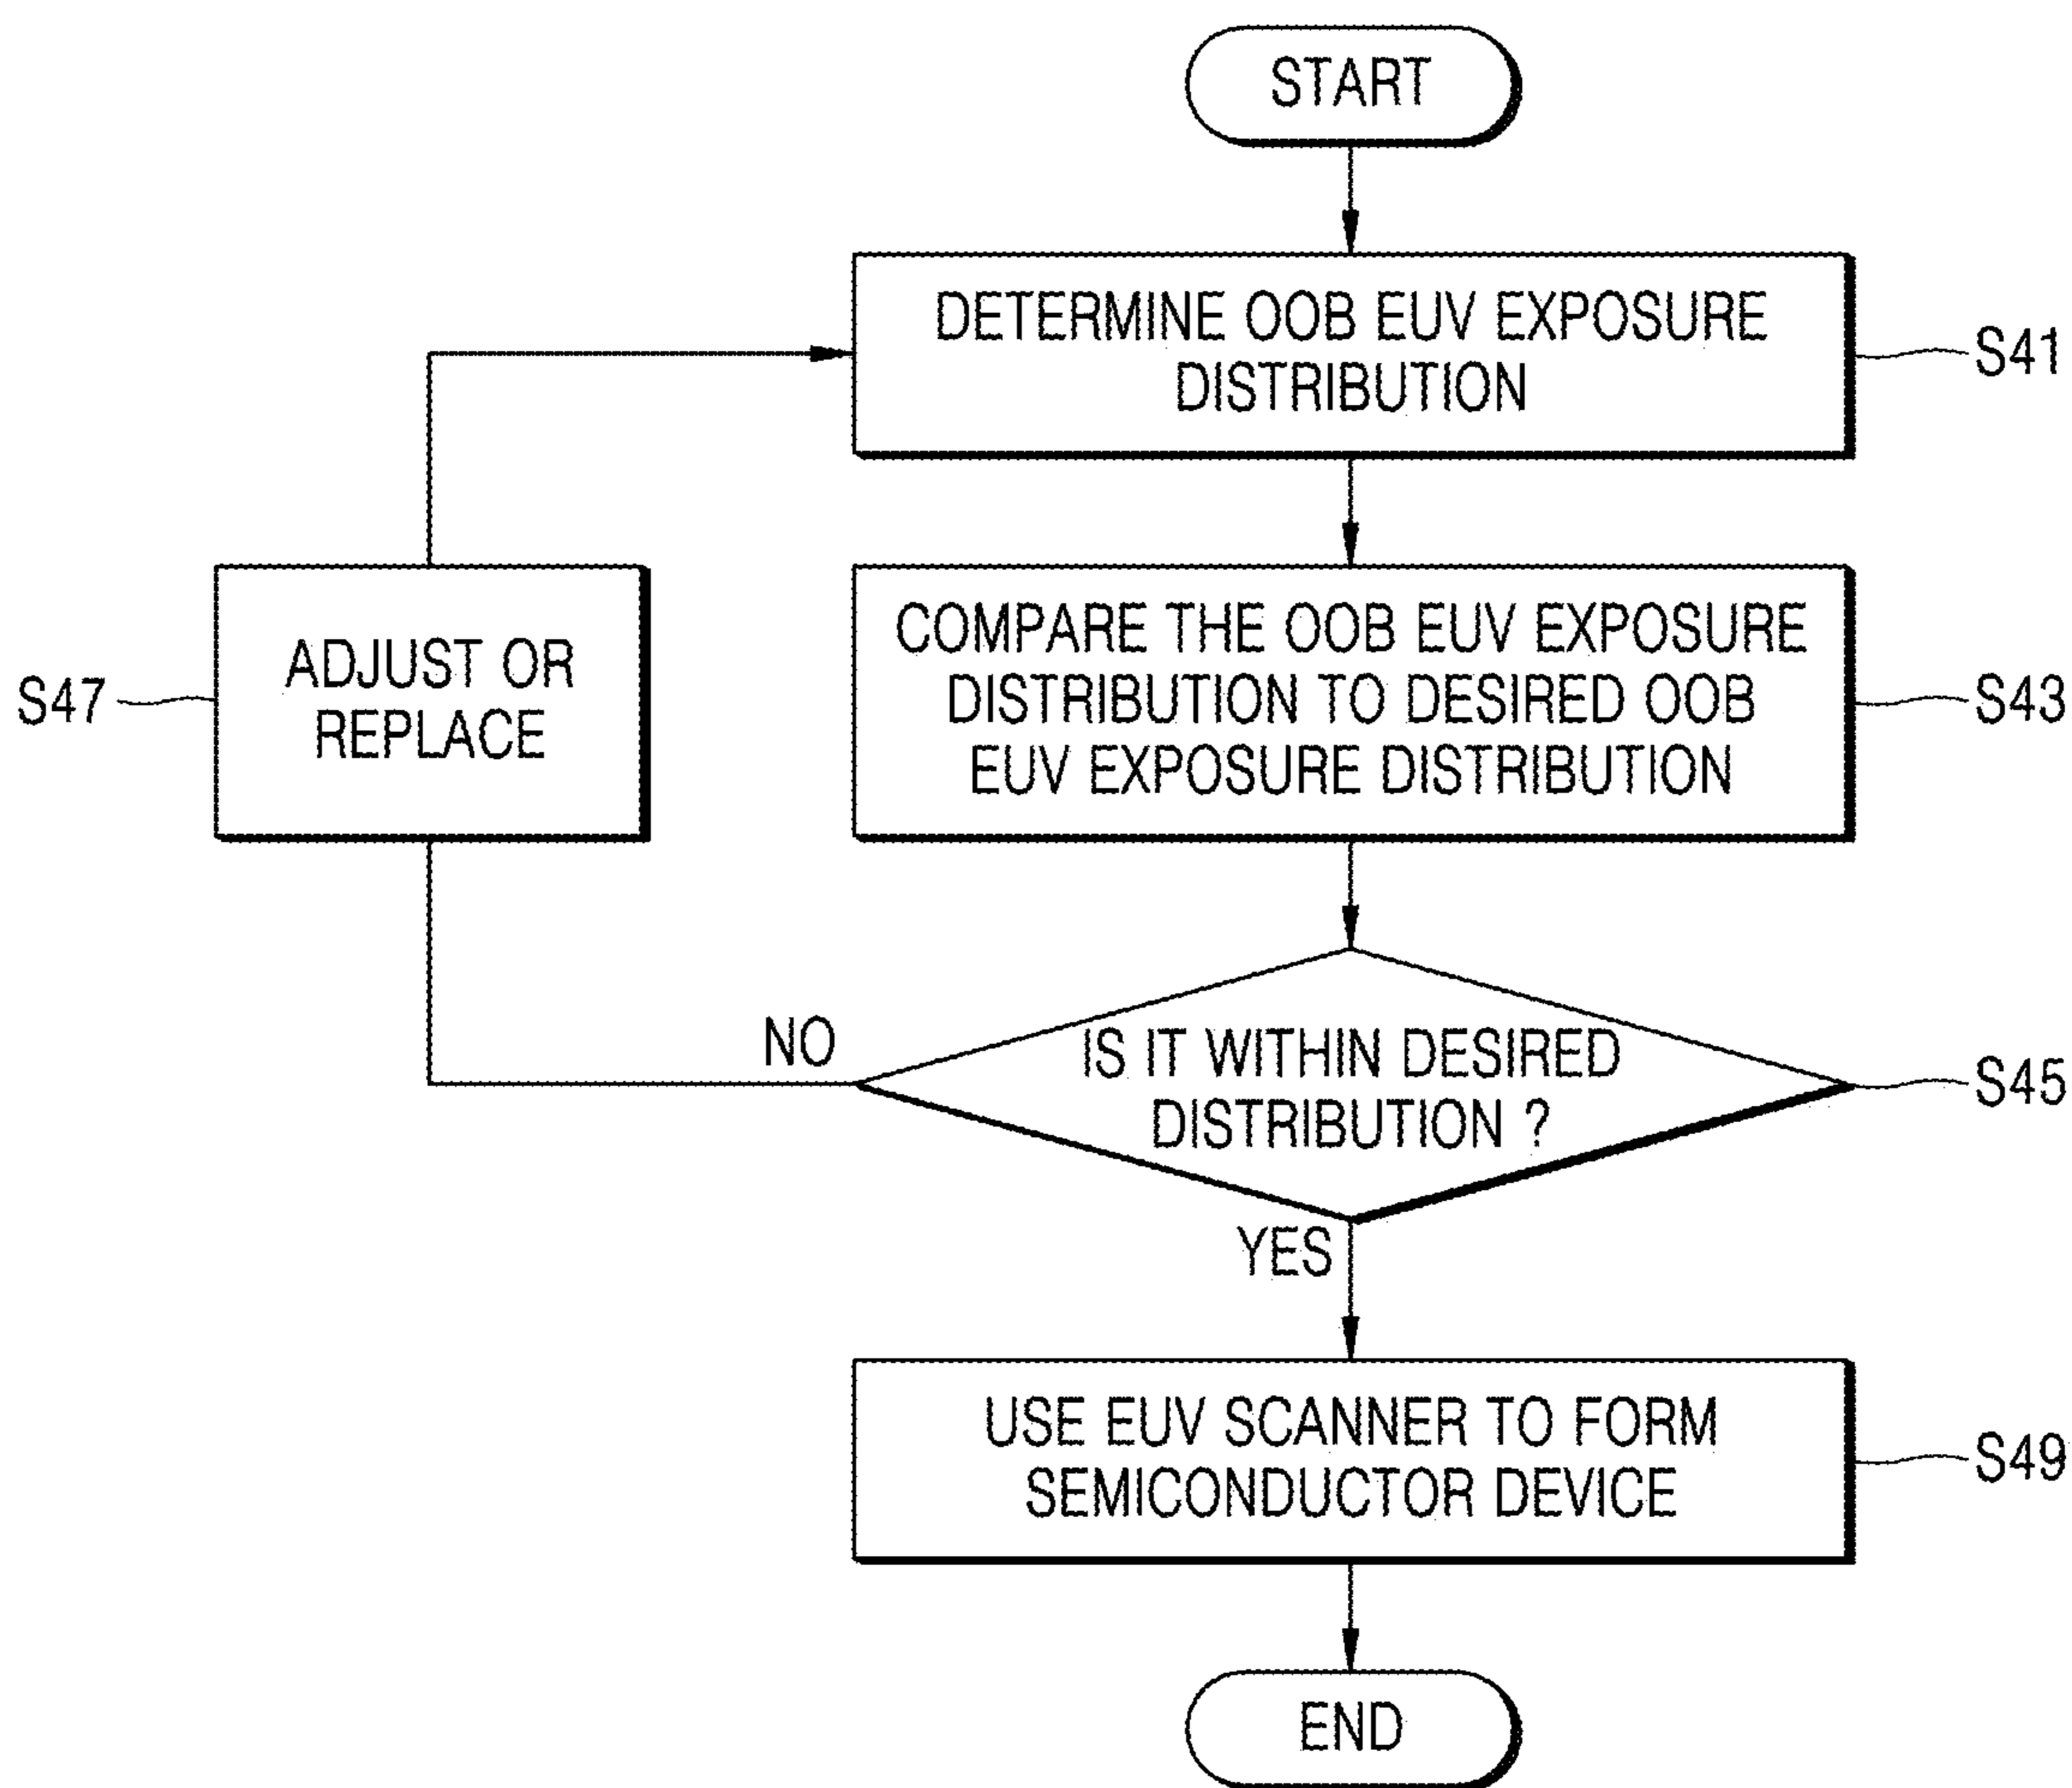 START
DETERMINE OOB EUV EXPOSURE
DISTRIBUTION
S41
COMPARE THE OOB EUV EXPOSURE
DISTRIBUTION TO DESIRED OOB
EUV EXPOSURE DISTRIBUTION
S43
ADJUST OR
REPLACE
S47
IS IT WITHIN DESIRED
DISTRIBUTION ?
S45
NO
YES
USE EUV SCANNER TO FORM
SEMICONDUCTOR DEVICE
S49
END